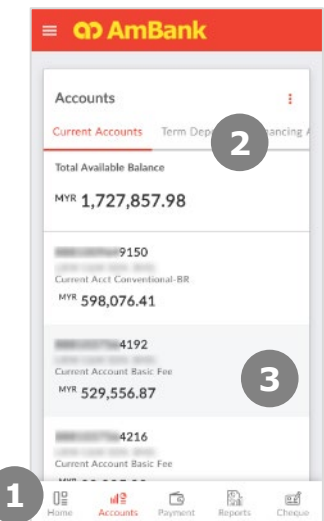 AmBank
Accounts
Current Accounts Term Dep ancing A
2
Total Available Balance
MYR 1,727,857.98
9150
Current Acct Conventional-BR
MYR 598,076.41
4192
Current Account Basic Fee
MYR 529,556.87
3
4216
Current Account Basic Fee
MYR
1
Home Accounts Payment Reports Cheque